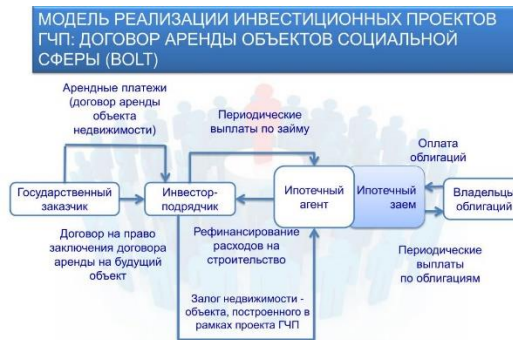 МОДЕЛЬ РЕАЛИЗАЦИИ ИНВЕСТИЦИОННЫХ ПРОЕКТОВ
ГЧП: ДОГОВОР АРЕНДЫ ОБЪЕКТОВ СОЦИАЛЬНОЙ
СФЕРЫ (BOLT)
Арендные платежи
(договор аренды
объекта
недвижимости)
Периодические
выплаты по займу
Оплата
облигаций
Государственный
заказчик
Инвестор-
подрядчик
Ипотечный
агент
Ипотечный
заем
Владельцы
облигаций
Договор на право
заключения договора
аренды на будущий
объект
Рефинансирование
расходов на
строительство
Периодические
выплаты
по облигациям
Залог недвижимости -
объекта, построенного в
рамках проекта ГЧП